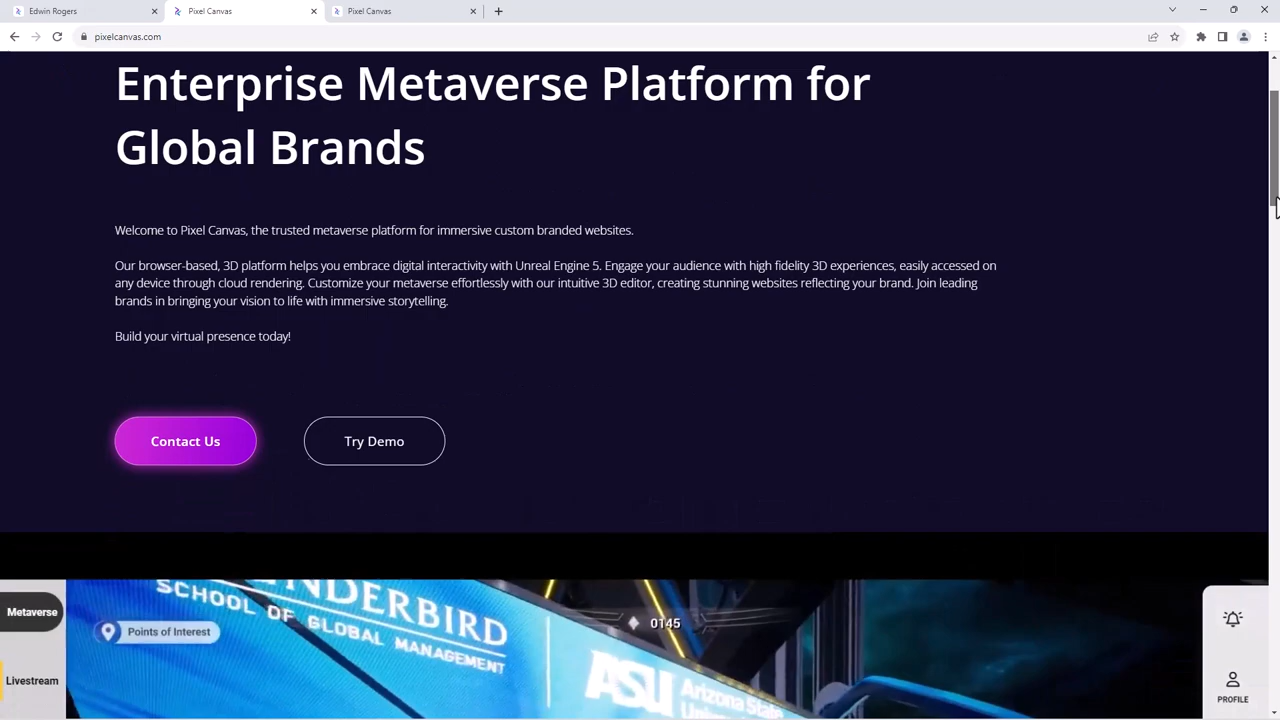 Edwin Rogers
Pixel Canvas
Pixel Canvas
pixelcanvas.com
Enterprise Metaverse Platform for
Global Brands
Welcome to Pixel Canvas, the trusted metaverse platform for immersive custom branded websites.
Our browser-based, 3D platform helps you embrace digital interactivity with Unreal Engine 5. Engage your audience with high fidelity 3D experiences, easily accessed on
any device through cloud rendering. Customize your metaverse effortlessly with our intuitive 3D editor, creating stunning websites reflecting your brand. Join leading
brands in bringing your vision to life with immersive storytelling.
Build your virtual presence today!
Contact Us
Try Demo
Metaverse
Points of Interest
SCHOOL OF GLOBAL MANAGEMENT
0145
ASU
Arizona State
Livestream
PROFILE